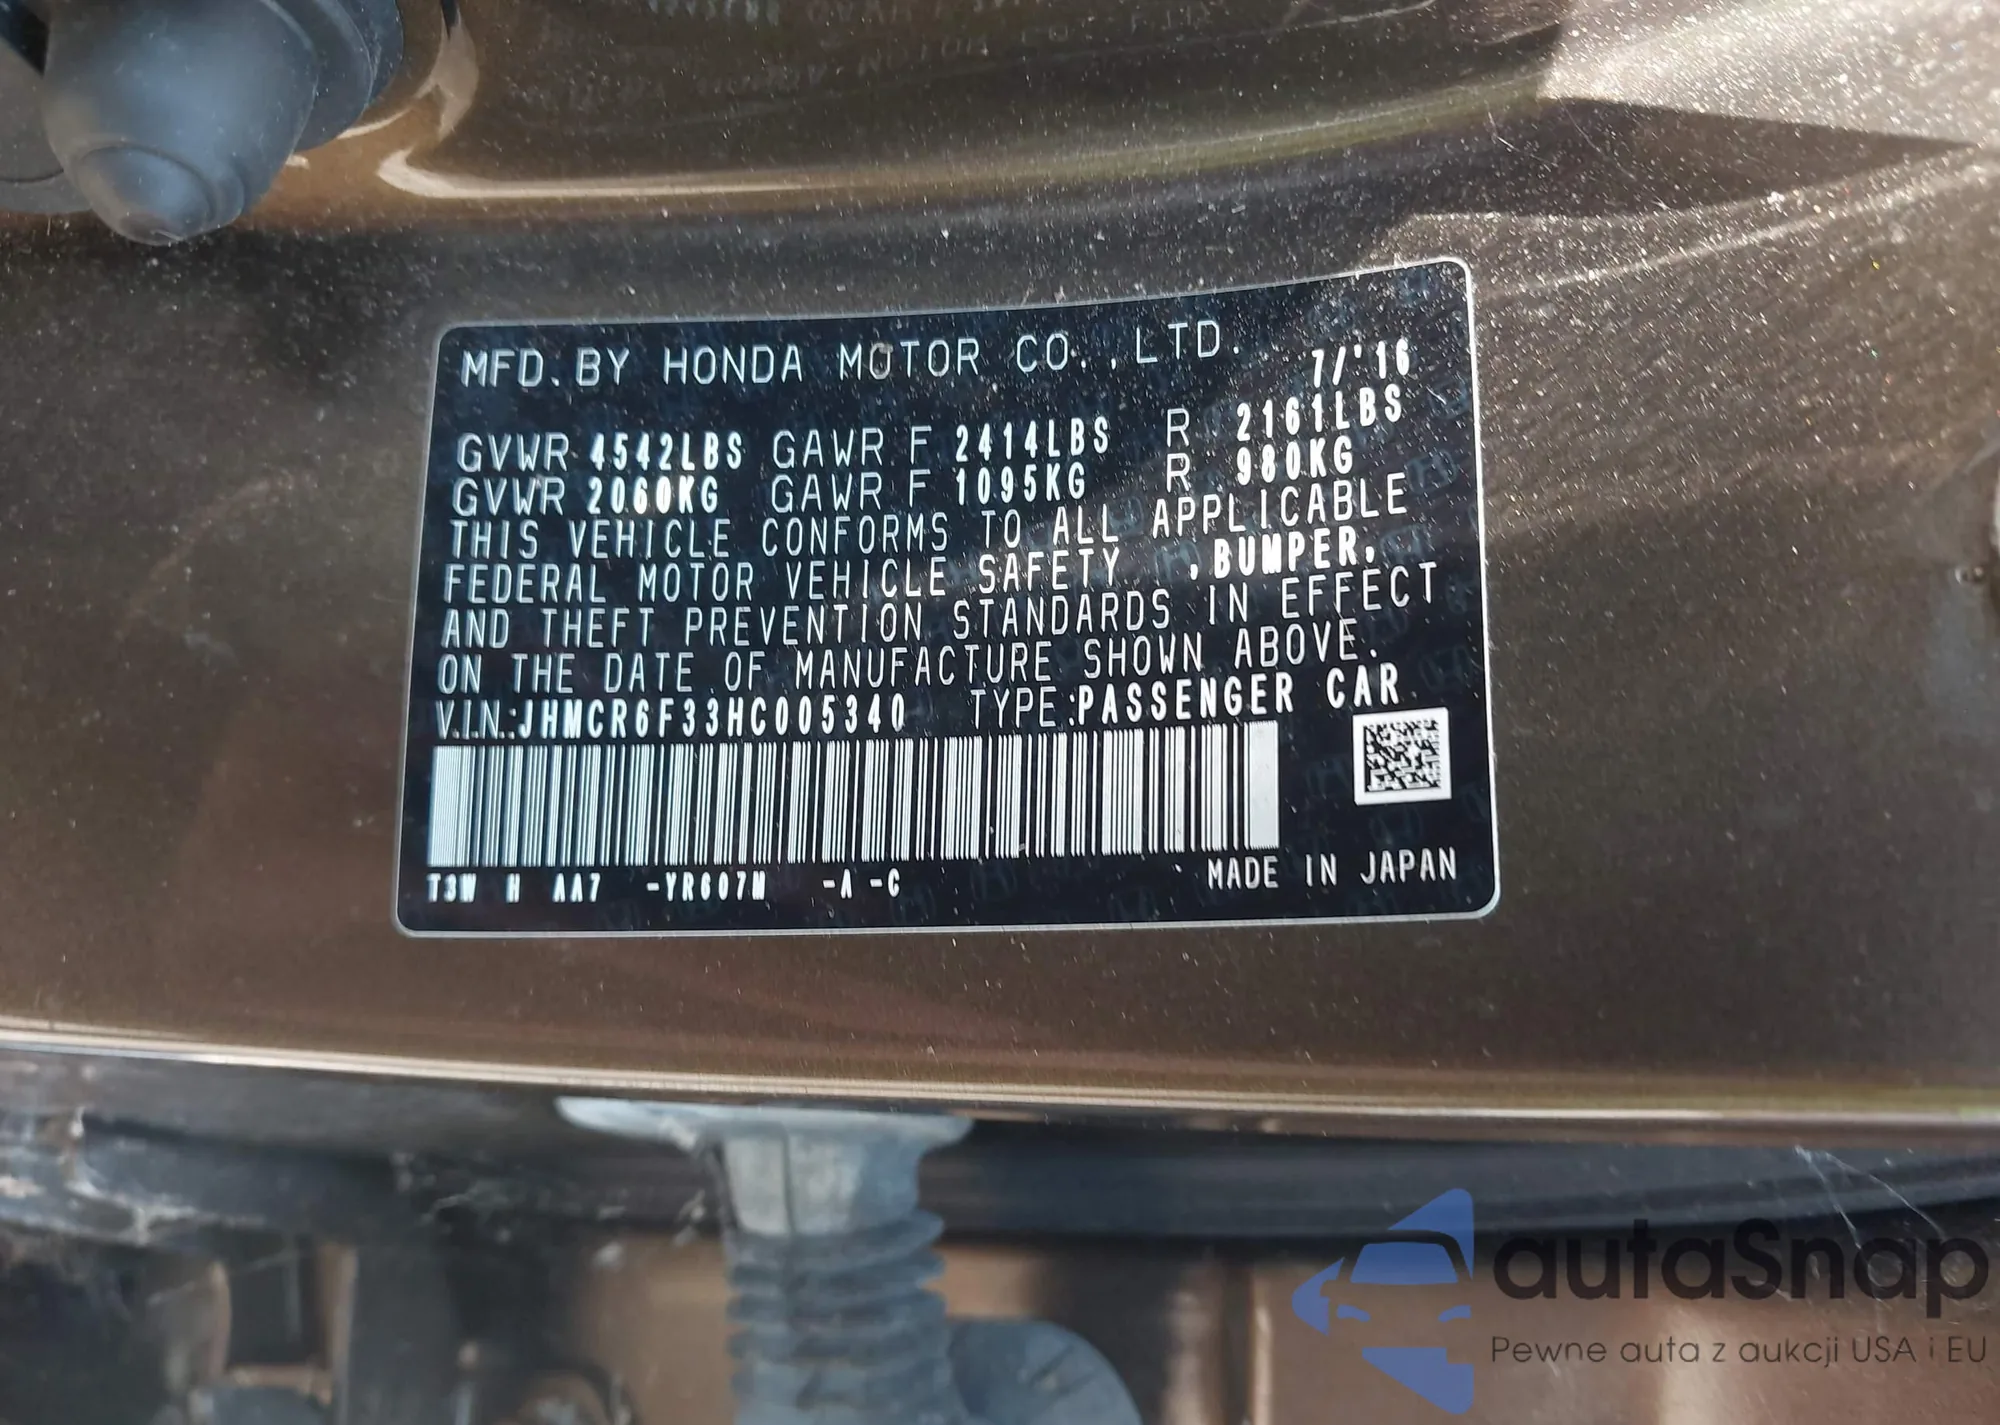 MFD. BY HONDA MOTOR CO., LTD. 7/'16
GVWR 4542LBS GAWR F 2414LBS R 2161LBS
GVWR 2060KG GAWR F 1095KG R 980KG
THIS VEHICLE CONFORMS TO ALL APPLICABLE
FEDERAL MOTOR VEHICLE SAFETY ,BUMPER,
AND THEFT PREVENTION STANDARDS IN EFFECT
ON THE DATE OF MANUFACTURE SHOWN ABOVE.
V.I.N.:JHMCR6F33HC005340 TYPE:PASSENGER CAR
T3W H AA7 -YR607M -A -C
MADE IN JAPAN
autaSnap
Pewne auta z aukcji USA i EU